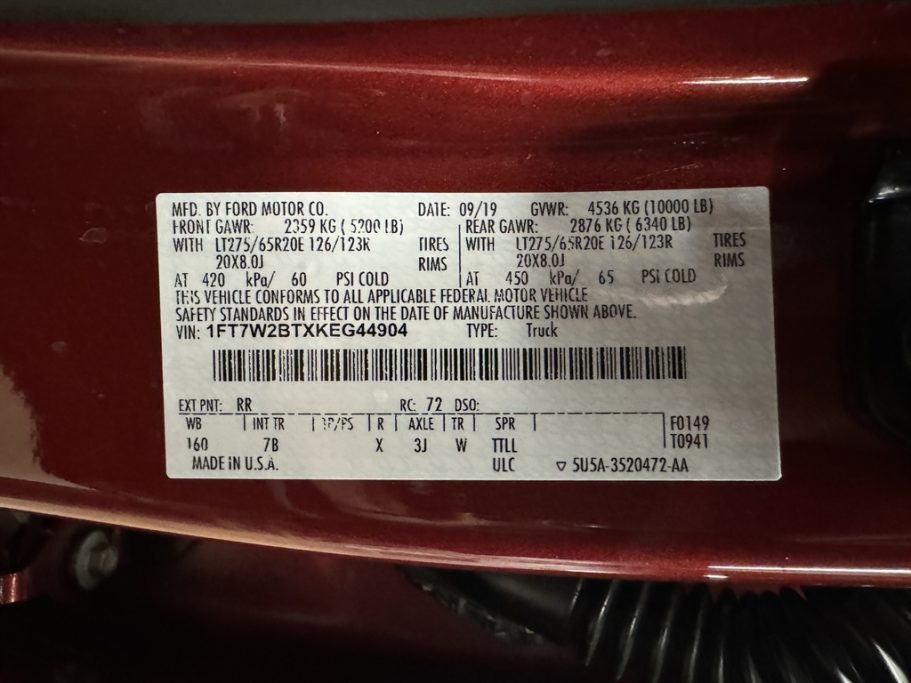 MFD. BY FORD MOTOR CO. DATE: 09/19 GVWR: 4536 KG (10000 LB)
FRONT GAWR: 2359 KG ( 5200 LB) REAR GAWR: 2876 KG ( 6340 LB)
WITH LT275/65R20E 126/123R TIRES WITH LT275/65R20E 126/123R TIRES
20X8.0J RIMS 20X8.0J RIMS
AT 420 kPa/ 60 PSI COLD AT 450 kPa/ 65 PSI COLD
THIS VEHICLE CONFORMS TO ALL APPLICABLE FEDERAL MOTOR VEHICLE
SAFETY STANDARDS IN EFFECT ON THE DATE OF MANUFACTURE SHOWN ABOVE.
VIN: 1FT7W2BTXKEG44904 TYPE: Truck
EXT PNT: RR RC: 72 DSO:
WB INT TR TP/PS R AXLE TR SPR F0149
160 7B X 3J W TTLL T0941
MADE IN U.S.A. ULC ▽ 5U5A-3520472-AA